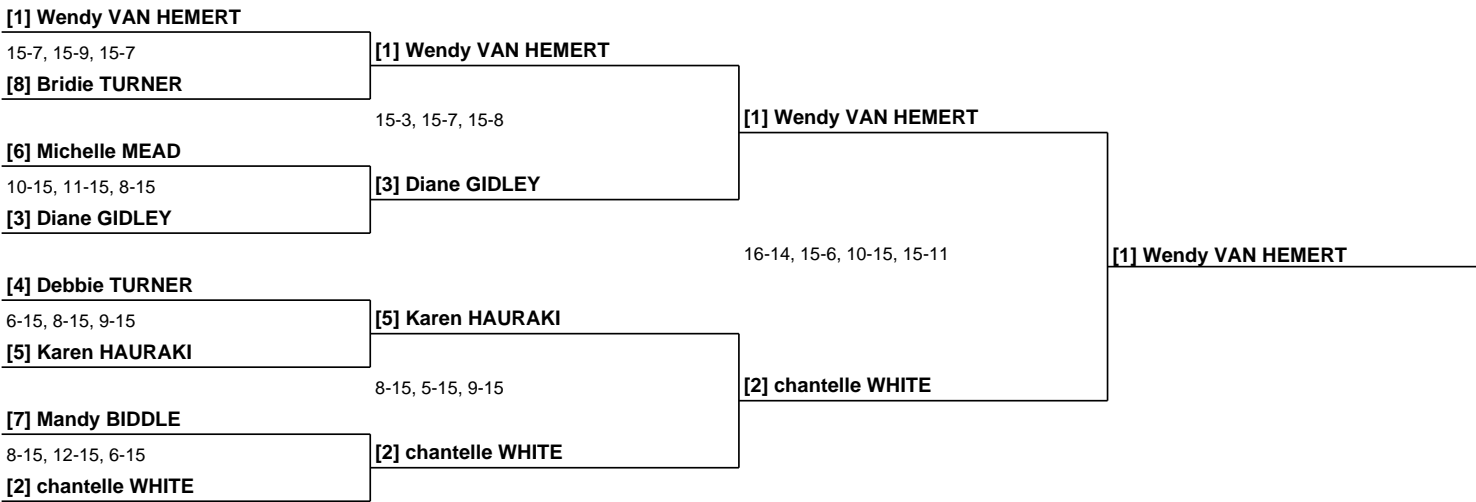 [1] Wendy VAN HEMERT
15-7, 15-9, 15-7
[8] Bridie TURNER
[1] Wendy VAN HEMERT
15-3, 15-7, 15-8
[6] Michelle MEAD
10-15, 11-15, 8-15
[3] Diane GIDLEY
[3] Diane GIDLEY
[1] Wendy VAN HEMERT
16-14, 15-6, 10-15, 15-11
[1] Wendy VAN HEMERT
[4] Debbie TURNER
6-15, 8-15, 9-15
[5] Karen HAURAKI
[5] Karen HAURAKI
8-15, 5-15, 9-15
[7] Mandy BIDDLE
8-15, 12-15, 6-15
[2] chantelle WHITE
[2] chantelle WHITE
[2] chantelle WHITE